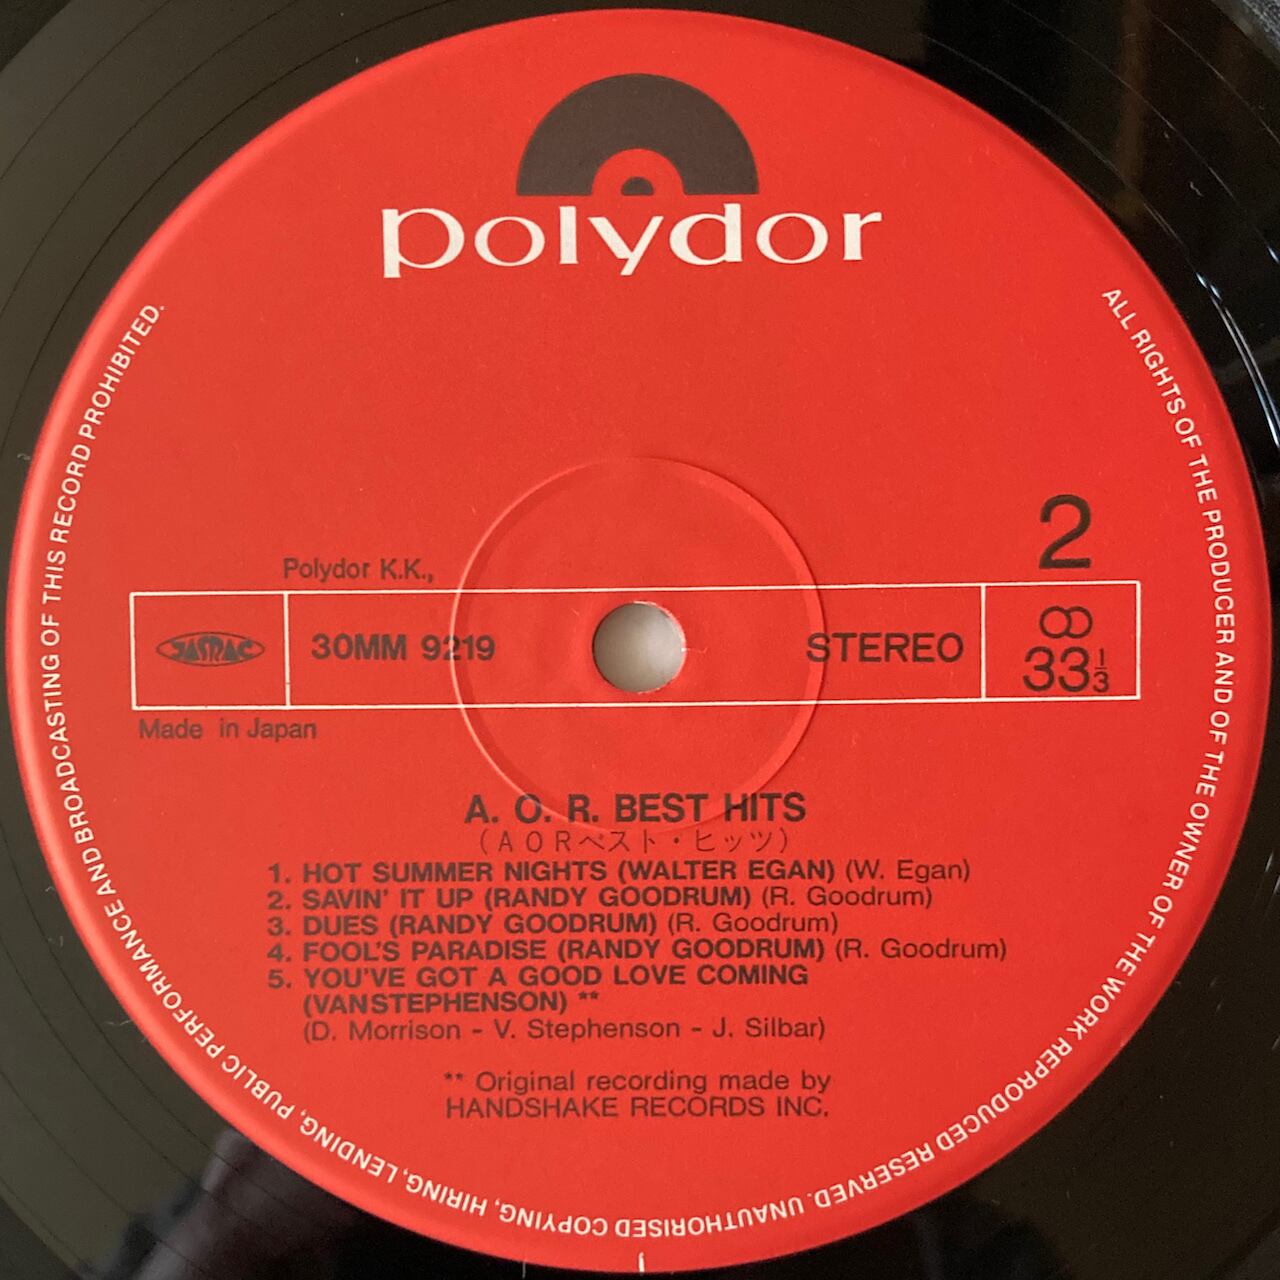 polydor
ALL RIGHTS OF THE PRODUCER AND OF THE OWNER OF THE WORK REPRODUCED RESERVED. UNAUTHORISED COPYING, HIRING, LENDING, PUBLIC PERFORMANCE AND BROADCASTING OF THIS RECORD PROHIBITED.
2
Polydor K.K.,
JASRAC
30MM 9219
STEREO
33 1/3
Made in Japan
A. O. R. BEST HITS
(AORベスト・ヒッツ)
1. HOT SUMMER NIGHTS (WALTER EGAN) (W. Egan)
2. SAVIN' IT UP (RANDY GOODRUM) (R. Goodrum)
3. DUES (RANDY GOODRUM) (R. Goodrum)
4. FOOL'S PARADISE (RANDY GOODRUM) (R. Goodrum)
5. YOU'VE GOT A GOOD LOVE COMING
(VAN STEPHENSON) **
(D. Morrison - V. Stephenson - J. Silbar)
** Original recording made by
HANDSHAKE RECORDS INC.